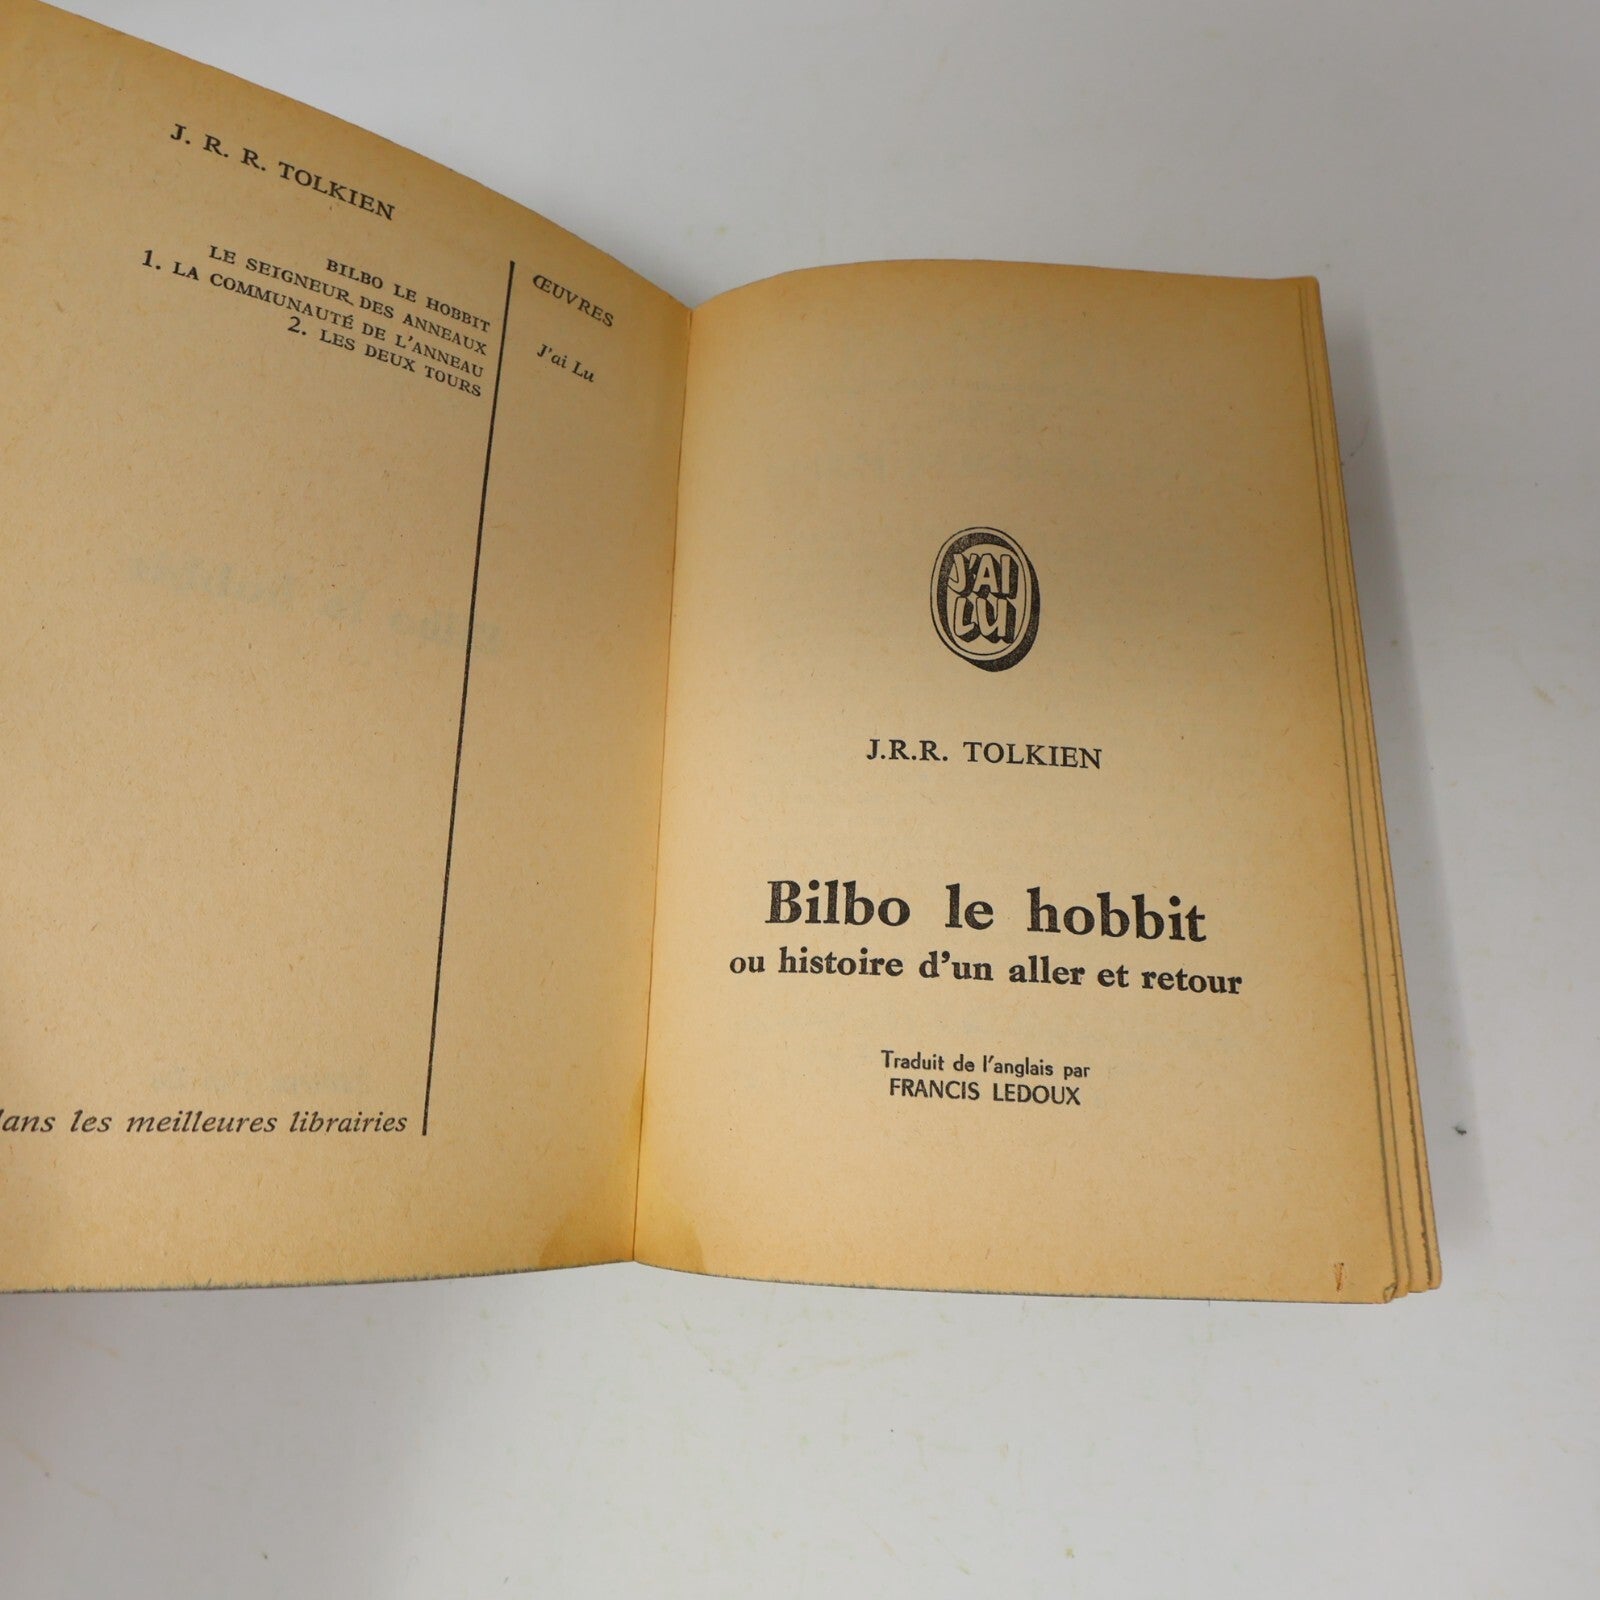 J. R. R. TOLKIEN
ŒUVRES
BILBO LE HOBBIT
LE SEIGNEUR DES ANNEAUX
1. LA COMMUNAUTÉ DE L'ANNEAU
2. LES DEUX TOURS
J'ai Lu
dans les meilleures librairies
J'AI
LU
J.R.R. TOLKIEN
Bilbo le hobbit
ou histoire d'un aller et retour
Traduit de l'anglais par
FRANCIS LEDOUX